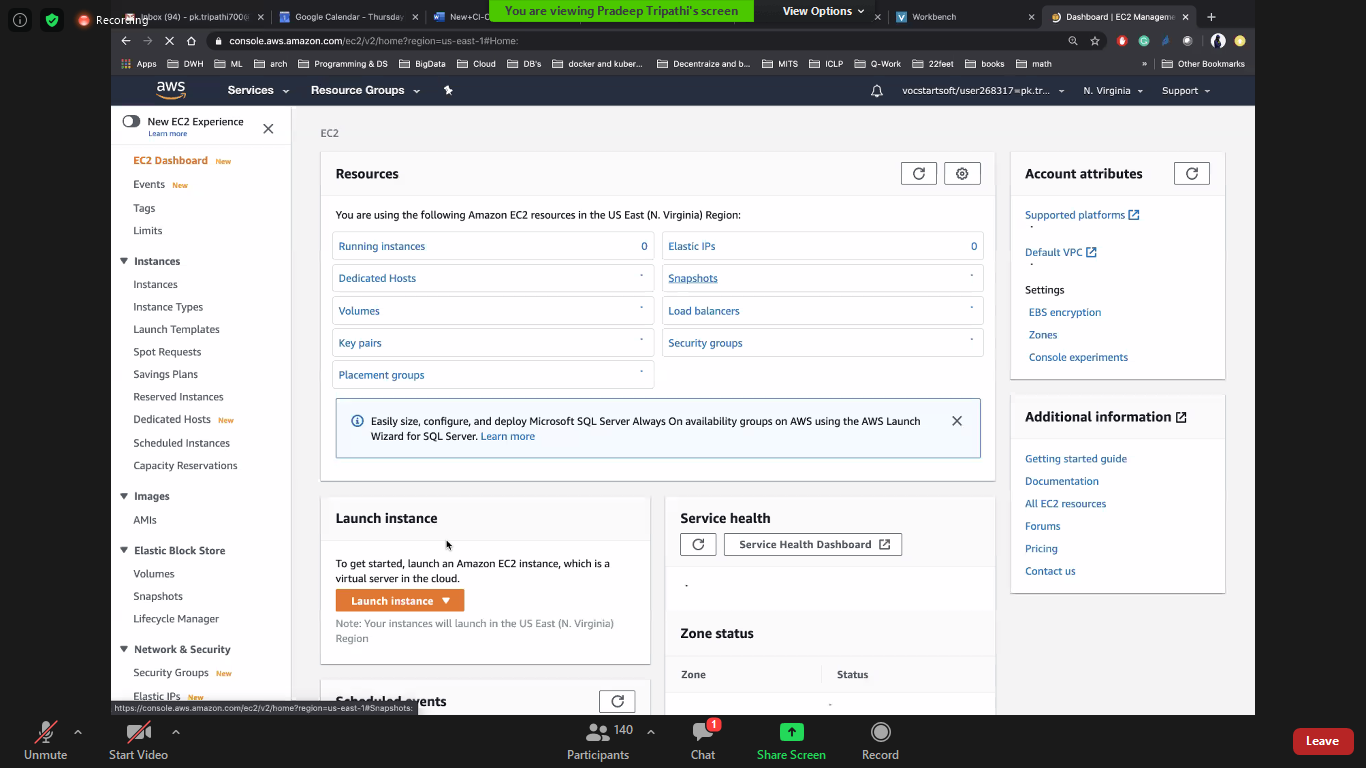 Recording
You are viewing Pradeep Tripathi's screen
View Options
Inbox (94) - pk.tripathi700@
Google Calendar - Thursday
New+CI-C
Workbench
Dashboard | EC2 Manageme
console.aws.amazon.com/ec2/v2/home?region=us-east-1#Home:
Apps
DWH
ML
arch
Programming & DS
BigData
Cloud
DB's
docker and kuber...
Decentraize and b...
MITS
ICLP
Q-Work
22feet
books
math
»
Other Bookmarks
aws
Services
Resource Groups
vocstartsoft/user268317=pk.tr...
N. Virginia
Support
New EC2 Experience
Learn more
EC2 Dashboard New
Events New
Tags
Limits
Instances
Instances
Instance Types
Launch Templates
Spot Requests
Savings Plans
Reserved Instances
Dedicated Hosts New
Scheduled Instances
Capacity Reservations
Images
AMIs
Elastic Block Store
Volumes
Snapshots
Lifecycle Manager
Network & Security
Security Groups New
Elastic IPs New
https://console.aws.amazon.com/ec2/v2/home?region=us-east-1#Snapshots:
EC2
Resources
You are using the following Amazon EC2 resources in the US East (N. Virginia) Region:
Running instances 0
Elastic IPs 0
Dedicated Hosts
Snapshots
Volumes
Load balancers
Key pairs
Security groups
Placement groups
Easily size, configure, and deploy Microsoft SQL Server Always On availability groups on AWS using the AWS Launch
Wizard for SQL Server. Learn more
Launch instance
To get started, launch an Amazon EC2 instance, which is a
virtual server in the cloud.
Launch instance
Note: Your instances will launch in the US East (N. Virginia)
Region
Scheduled events
Service health
Service Health Dashboard
Zone status
Zone Status
Account attributes
Supported platforms
Default VPC
Settings
EBS encryption
Zones
Console experiments
Additional information
Getting started guide
Documentation
All EC2 resources
Forums
Pricing
Contact us
Unmute
Start Video
140
Participants
1
Chat
Share Screen
Record
Leave